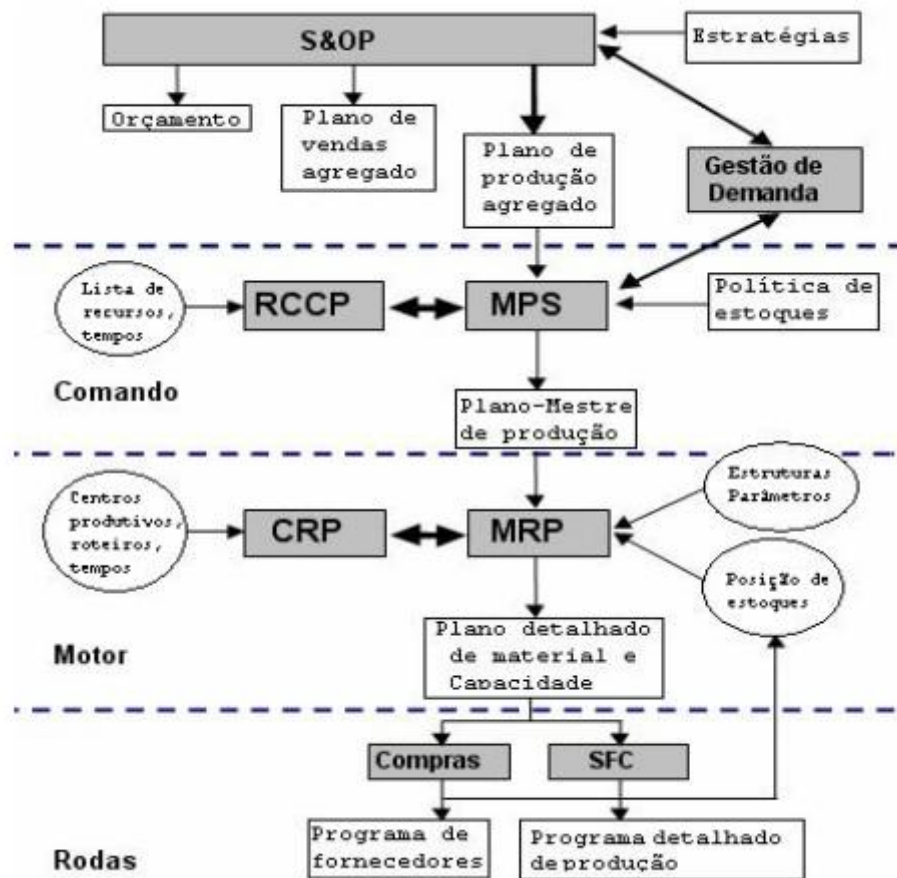 S&OP
Estratégias
Orçamento
Plano de
vendas
agregado
Plano de
produção
agregado
Gestão de
Demanda
Lista de
recursos,
tempos
RCCP
MPS
Política de
estoques
Comando
Plano-Mestre
de produção
Centros
produtivos,
roteiros,
tempos
CRP
MRP
Estruturas
Parâmetros
Posição de
estoques
Motor
Plano detalhado
de material e
Capacidade
Compras
SFC
Rodas
Programa de
fornecedores
Programa detalhado
de produção